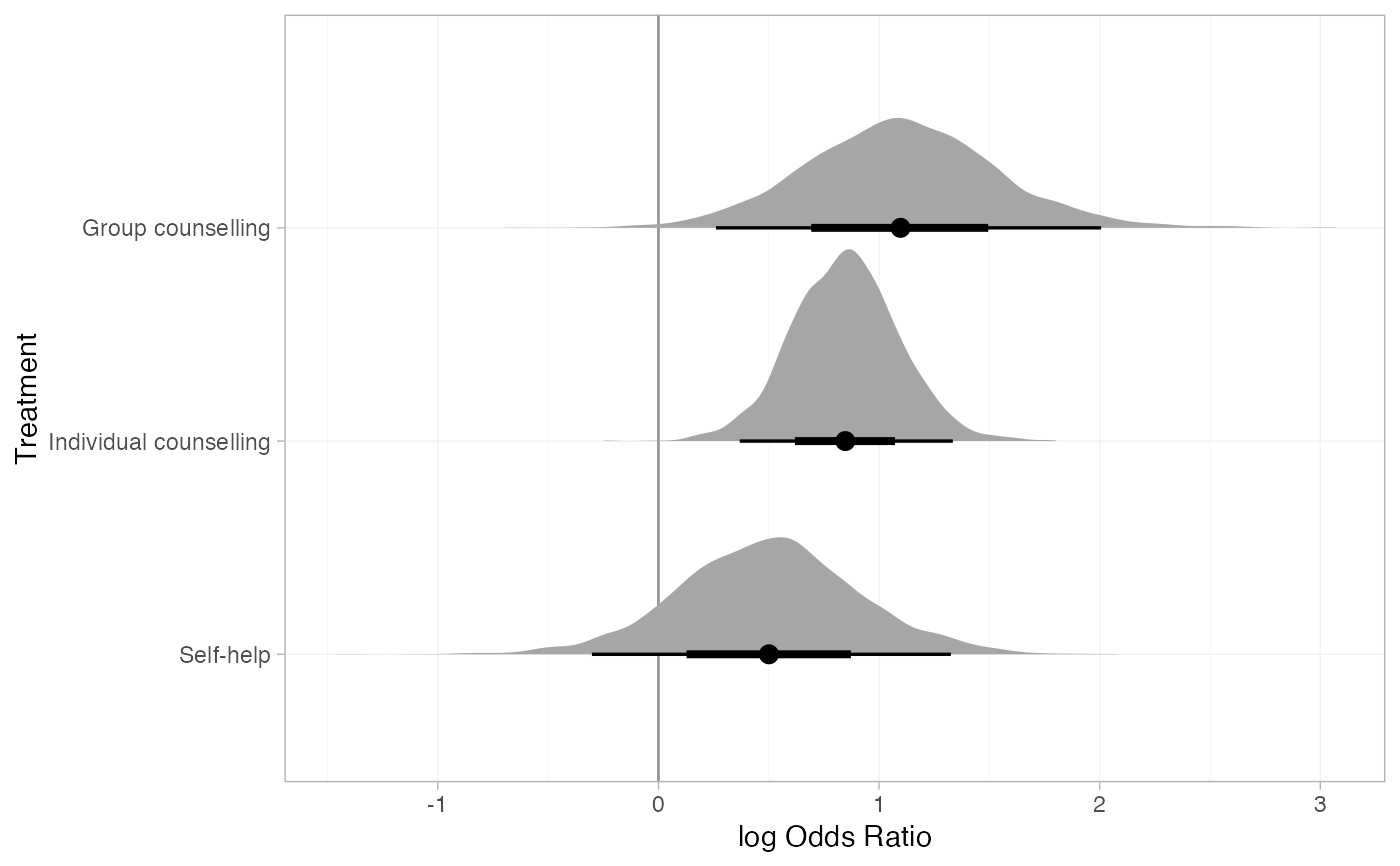 Treatment
Group counselling
Individual counselling
Self-help
-1 0 1 2 3
log Odds Ratio